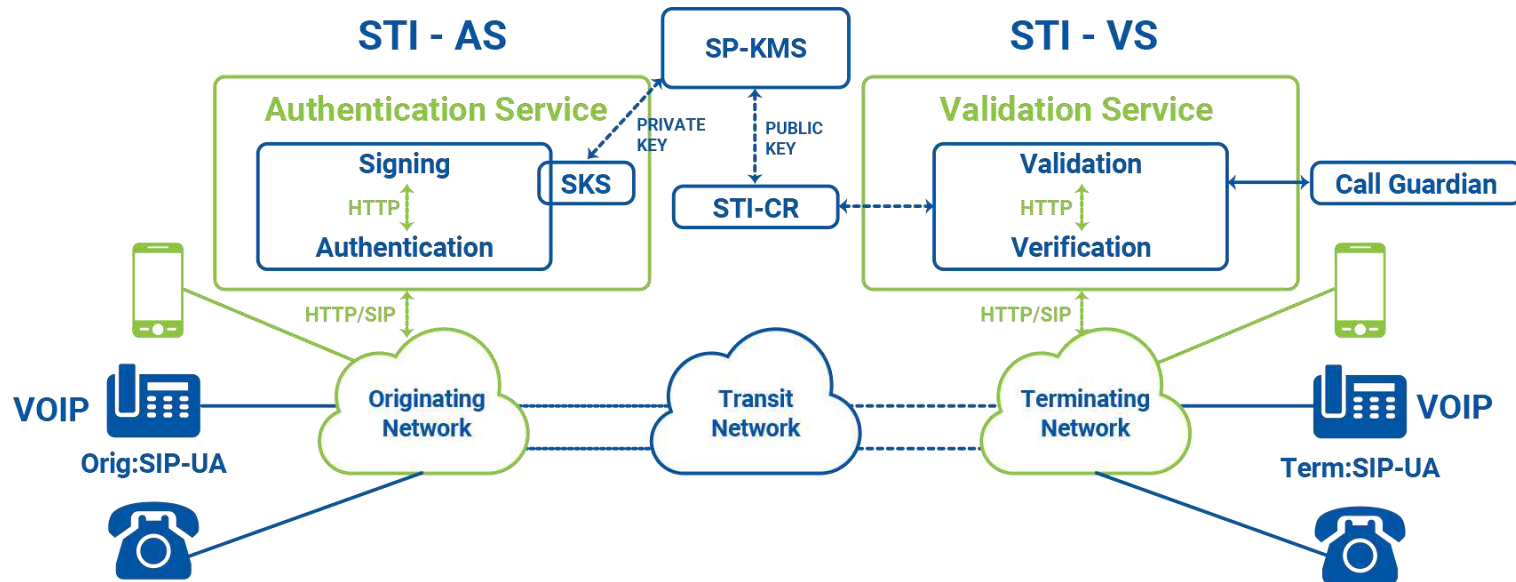 STI - AS
SP-KMS
STI - VS
Authentication Service
PRIVATE
KEY
PUBLIC
KEY
Validation Service
Signing
SKS
HTTP
Authentication
STI-CR
Validation
HTTP
Verification
Call Guardian
HTTP/SIP
HTTP/SIP
VOIP
Originating
Network
Transit
Network
Terminating
Network
VOIP
Orig:SIP-UA
Term:SIP-UA